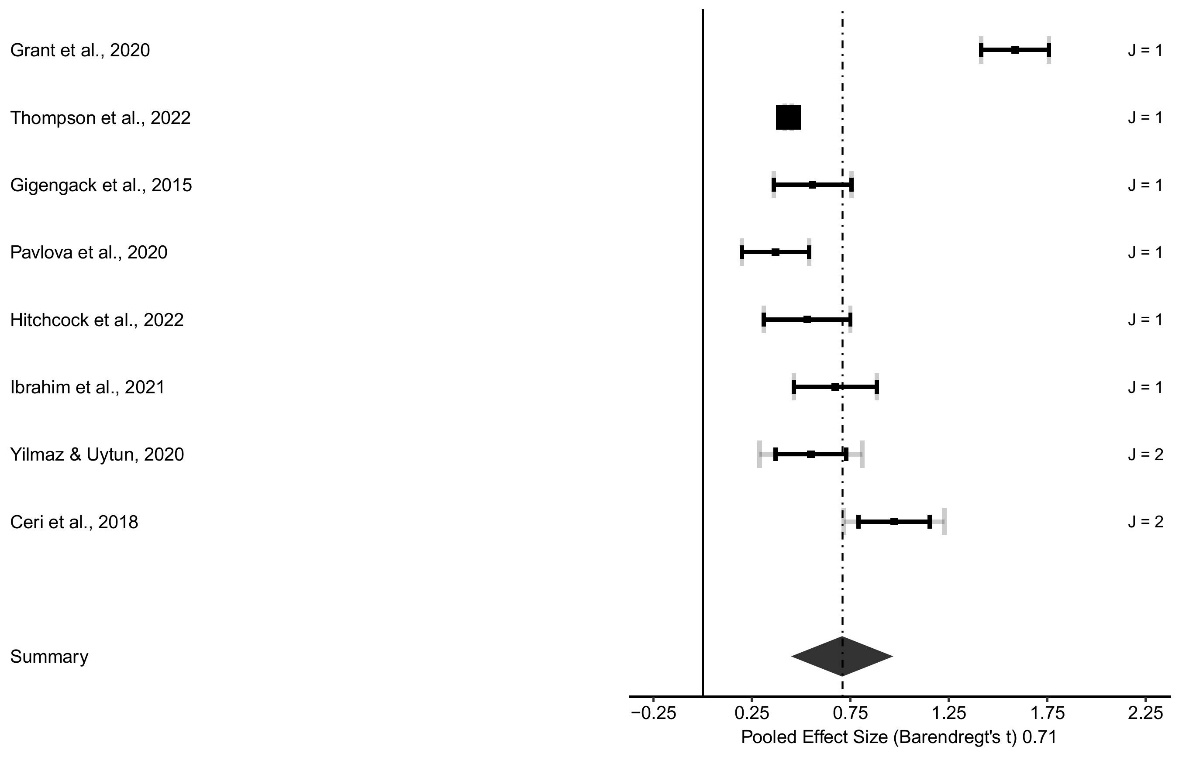 Grant et al., 2020 J = 1
Thompson et al., 2022 J = 1
Gigengack et al., 2015 J = 1
Pavlova et al., 2020 J = 1
Hitchcock et al., 2022 J = 1
Ibrahim et al., 2021 J = 1
Yilmaz & Uytun, 2020 J = 2
Ceri et al., 2018 J = 2
Summary
−0.25 0.25 0.75 1.25 1.75 2.25
Pooled Effect Size (Barendregt's t) 0.71